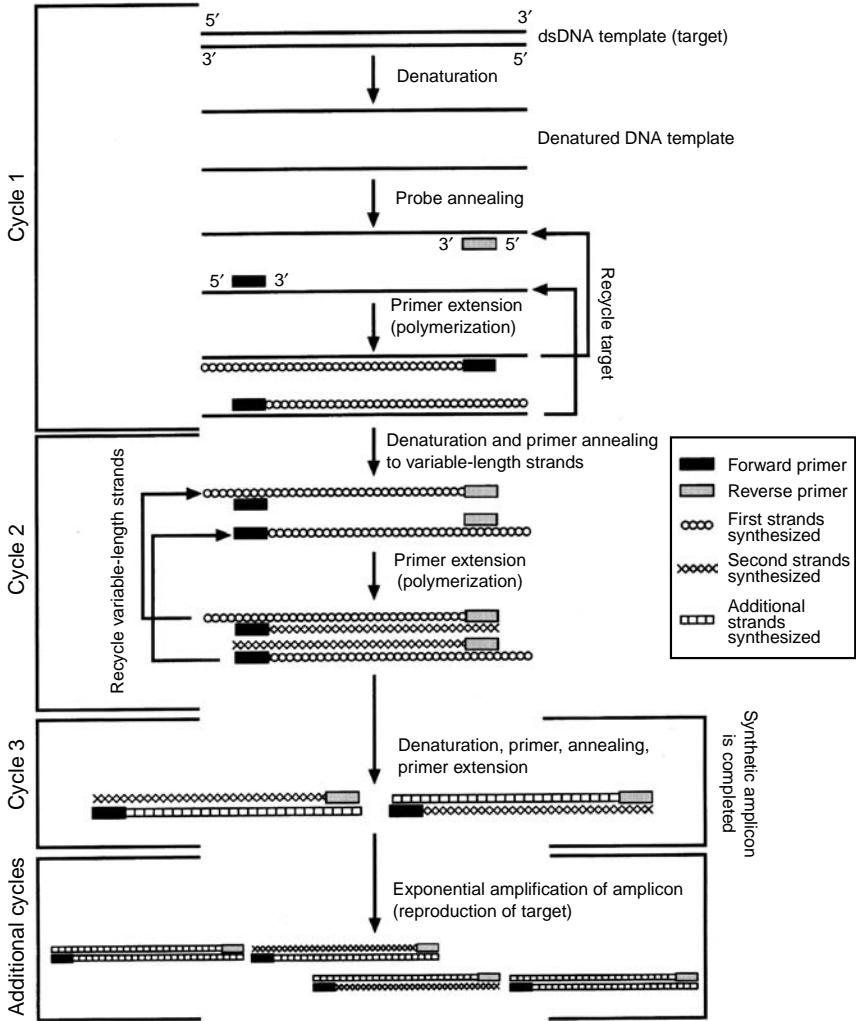 Cycle 1
5′ 3′
dsDNA template (target)
3′ 5′
Denaturation
Denatured DNA template
Probe annealing
3′ 5′
5′ 3′
Recycle target
Primer extension
(polymerization)
Cycle 2
Denaturation and primer annealing
to variable-length strands
Recycle variable-length strands
Primer extension
(polymerization)
Forward primer
Reverse primer
First strands
synthesized
Second strands
synthesized
Additional
strands
synthesized
Cycle 3
Denaturation, primer, annealing,
primer extension
Synthetic amplicon
is completed
Additional cycles
Exponential amplification of amplicon
(reproduction of target)